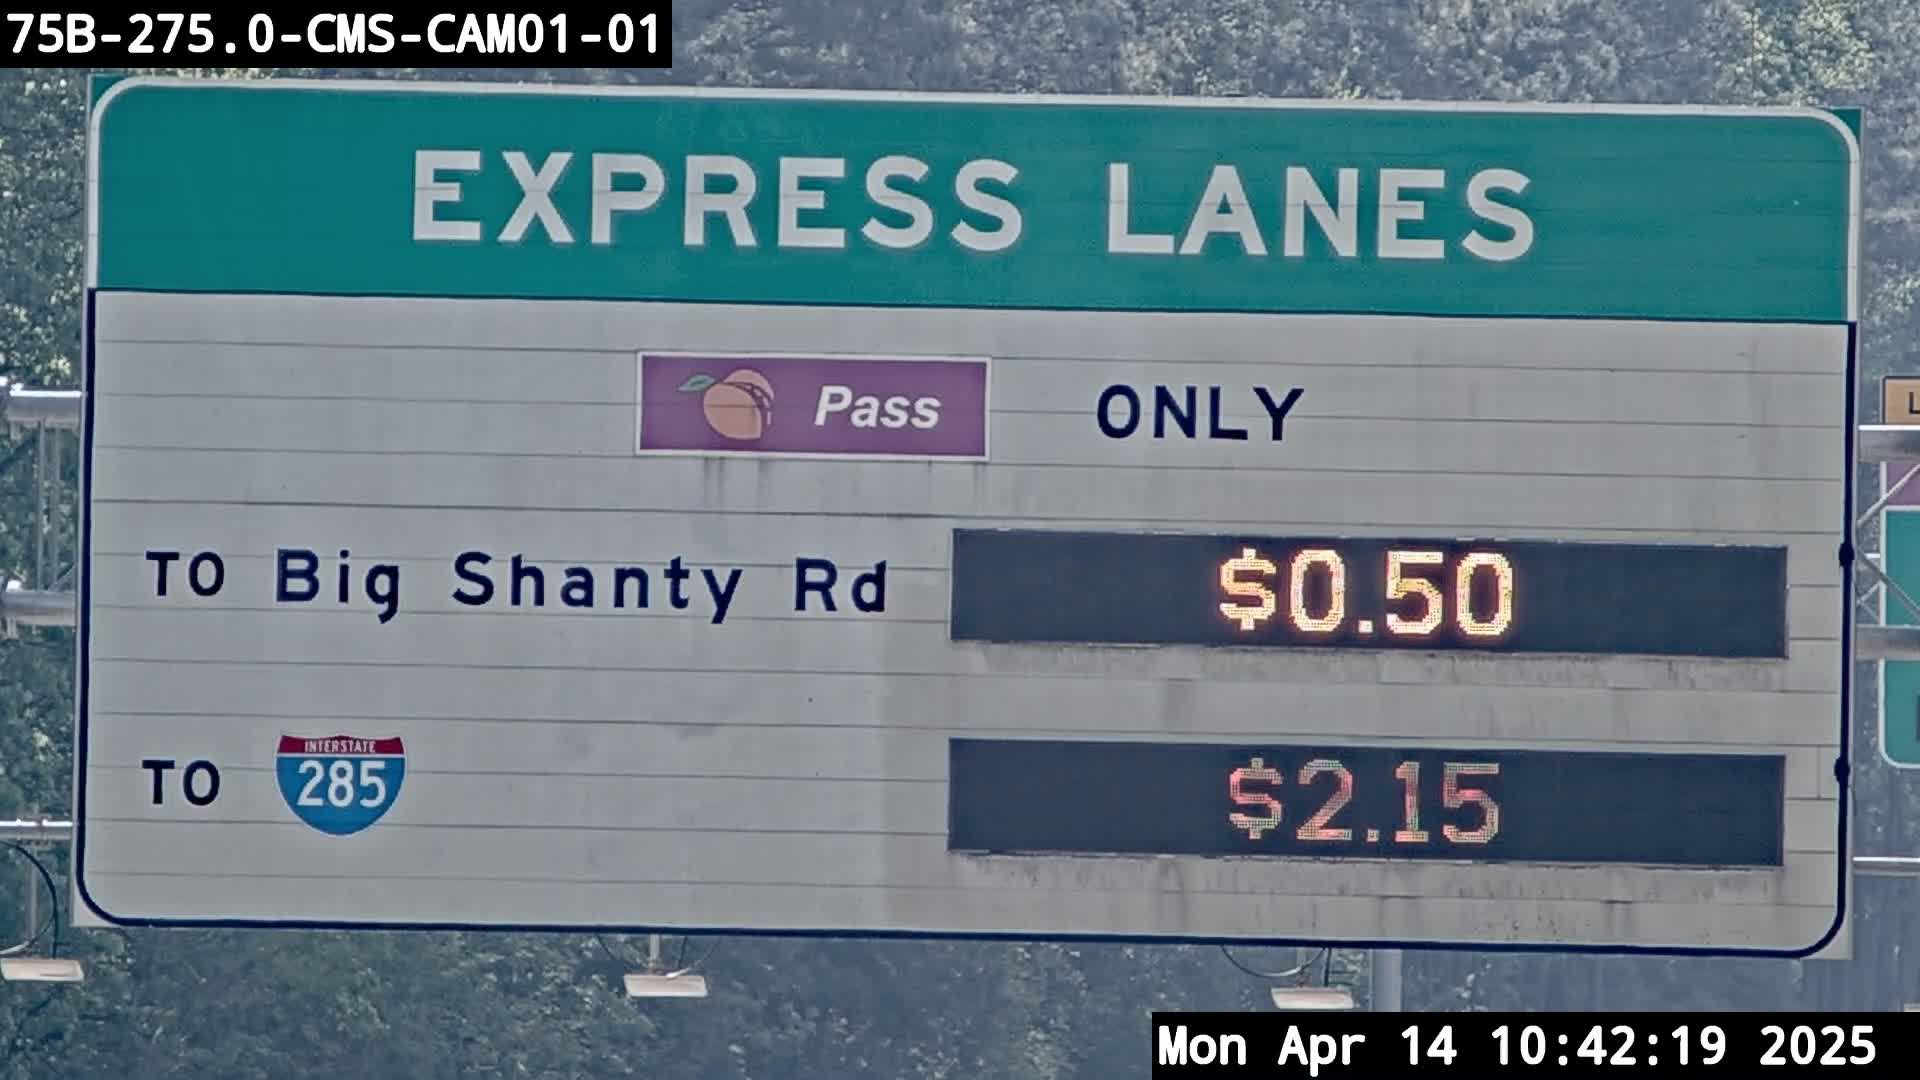 75B-275.0-CMS-CAM01-01
EXPRESS LANES
Pass ONLY
TO Big Shanty Rd $0.50
TO INTERSTATE 285 $2.15
Mon Apr 14 10:42:19 2025